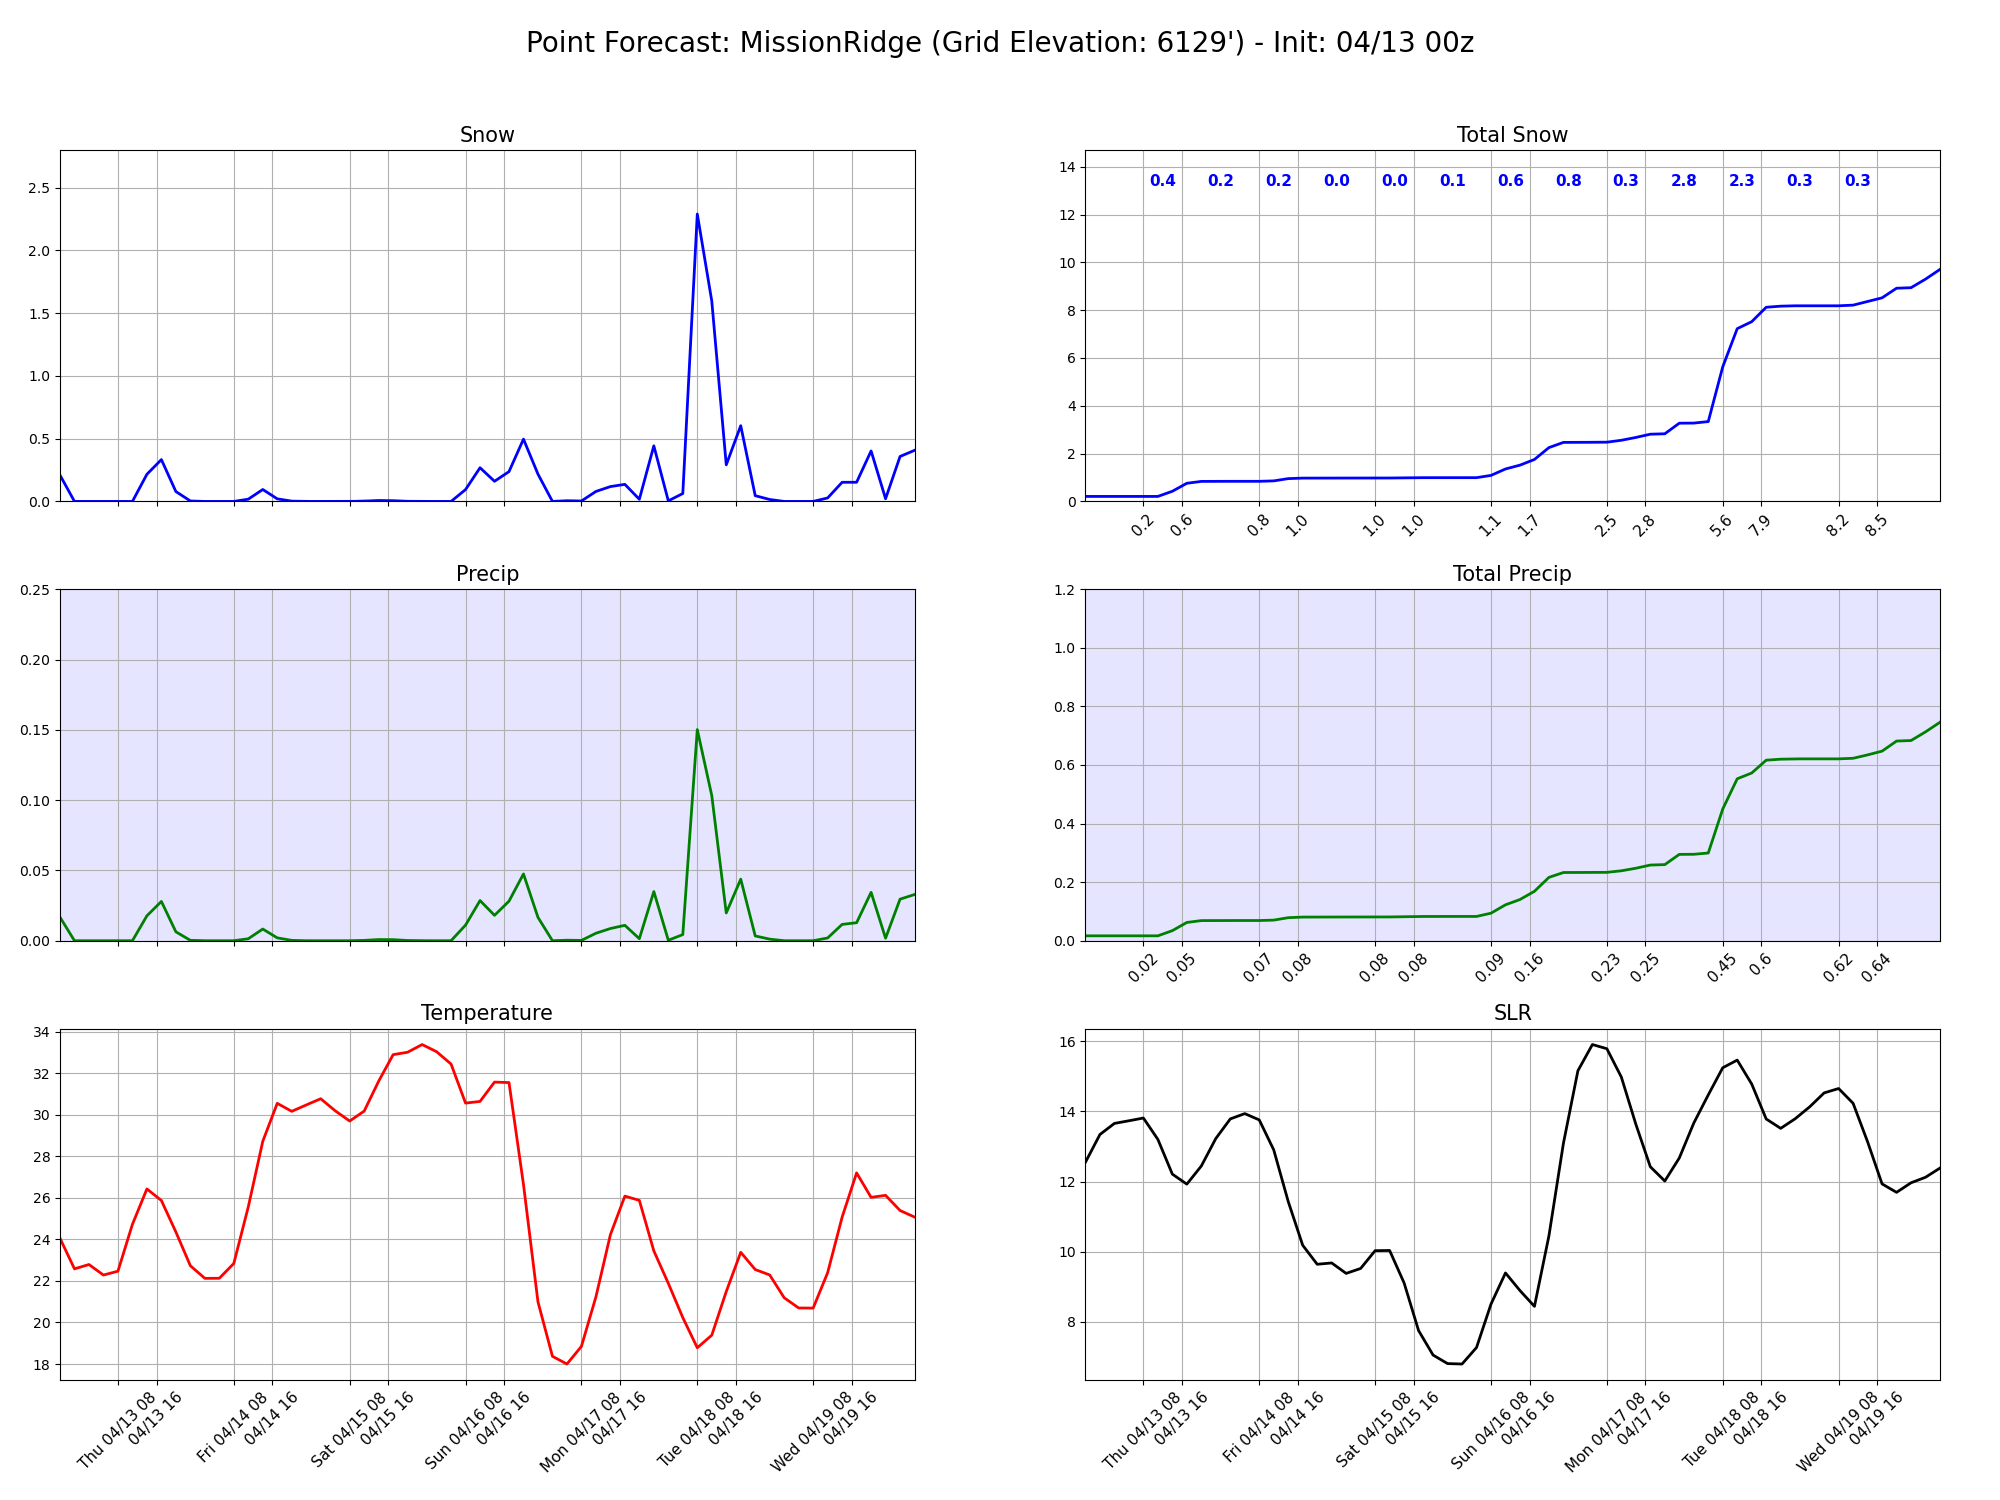 Point Forecast: MissionRidge (Grid Elevation: 6129') - Init: 04/13 00z
Snow
2.5
2.0
1.5
1.0
0.5
0.0
Total Snow
0.4 0.2 0.2 0.0 0.0 0.1 0.6 0.8 0.3 2.8 2.3 0.3 0.3
14
12
10
8
6
4
2
0
0.2 0.6 0.8 1.0 1.0 1.0 1.1 1.7 2.5 2.8 5.6 7.9 8.2 8.5
Precip
0.25
0.20
0.15
0.10
0.05
0.00
Total Precip
1.2
1.0
0.8
0.6
0.4
0.2
0.0
0.02 0.05 0.07 0.08 0.08 0.08 0.09 0.16 0.23 0.25 0.45 0.6 0.62 0.64
Temperature
34
32
30
28
26
24
22
20
18
Thu 04/13 08
04/13 16
Fri 04/14 08
04/14 16
Sat 04/15 08
04/15 16
Sun 04/16 08
04/16 16
Mon 04/17 08
04/17 16
Tue 04/18 08
04/18 16
Wed 04/19 08
04/19 16
SLR
16
14
12
10
8
Thu 04/13 08
04/13 16
Fri 04/14 08
04/14 16
Sat 04/15 08
04/15 16
Sun 04/16 08
04/16 16
Mon 04/17 08
04/17 16
Tue 04/18 08
04/18 16
Wed 04/19 08
04/19 16